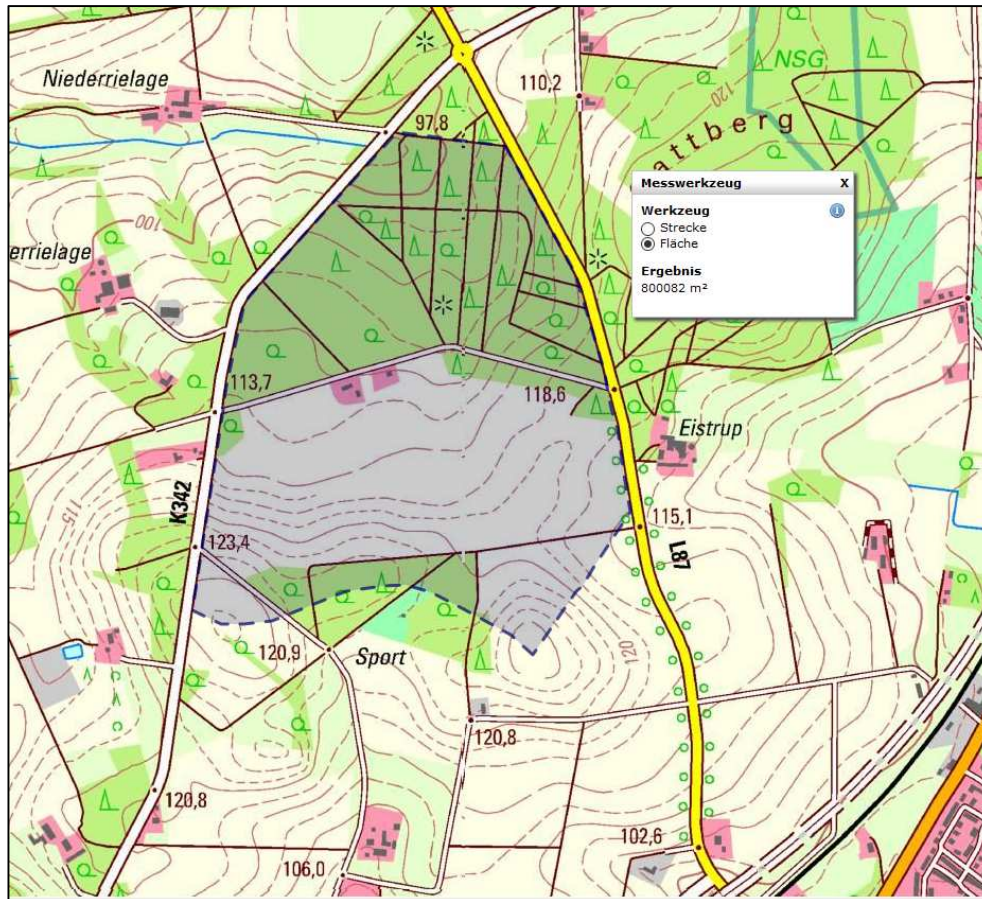 Niederrielage
97,8
110,2
NSG
120
attberg
100
errielage
Messwerkzeug X
Werkzeug
Strecke
Fläche
Ergebnis
800082 m²
113,7
118,6
Eistrup
K342
115
123,4
115,1
L87
120,9
Sport
120
120,8
120,8
102,6
106,0